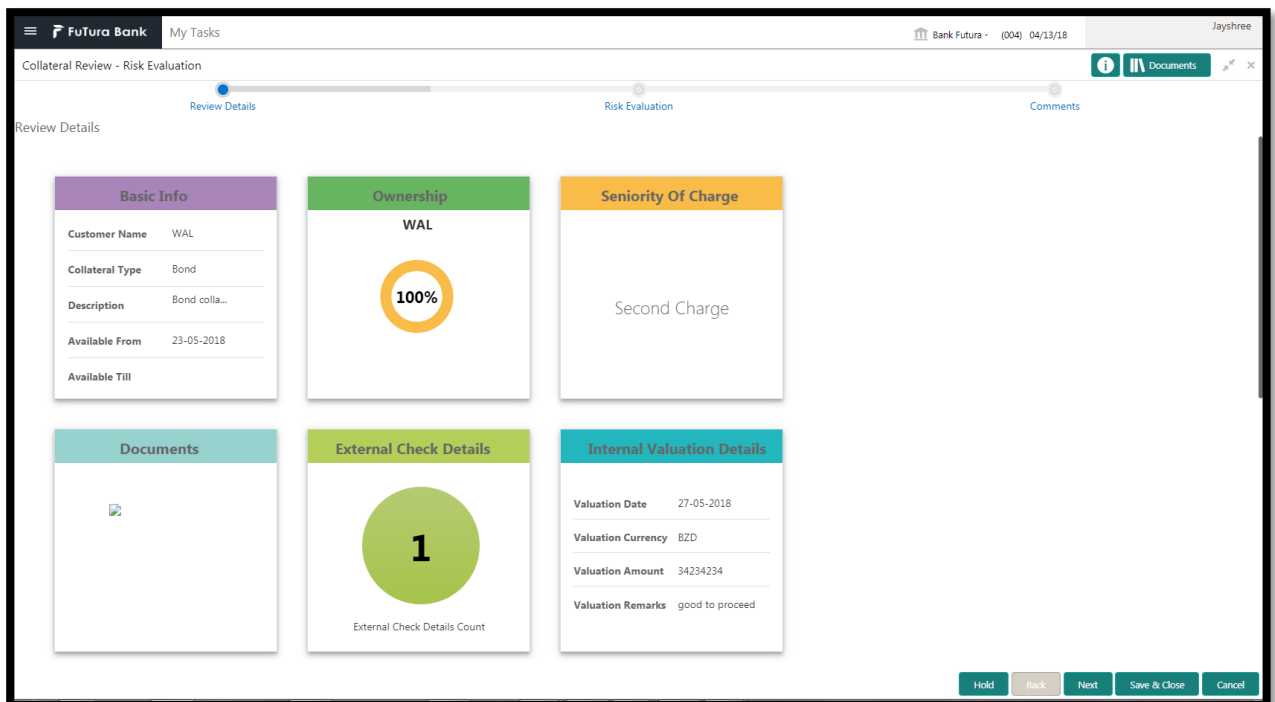 FuTura Bank My Tasks Bank Futura - (004) 04/13/18 Jayshree
Collateral Review - Risk Evaluation i Documents
Review Details Risk Evaluation Comments
Review Details
Basic Info
Customer Name WAL
Collateral Type Bond
Description Bond colla...
Available From 23-05-2018
Available Till
Ownership
WAL
100%
Seniority Of Charge
Second Charge
Documents
External Check Details
1
External Check Details Count
Internal Valuation Details
Valuation Date 27-05-2018
Valuation Currency BZD
Valuation Amount 34234234
Valuation Remarks good to proceed
Hold Back Next Save & Close Cancel